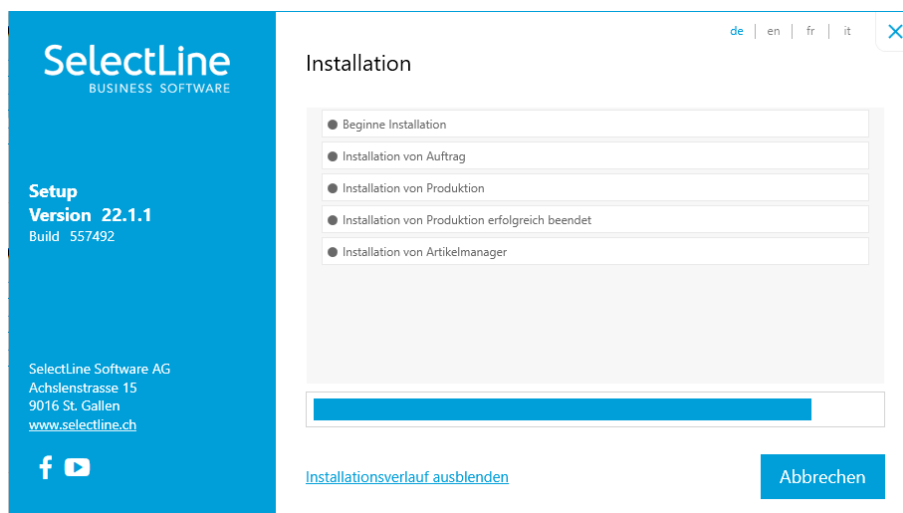 SelectLine
BUSINESS SOFTWARE
Setup
Version 22.1.1
Build 557492
SelectLine Software AG
Achslenstrasse 15
9016 St. Gallen
www.selectline.ch
de | en | fr | it
Installation
Beginne Installation
Installation von Auftrag
Installation von Produktion
Installation von Produktion erfolgreich beendet
Installation von Artikelmanager
Installationsverlauf ausblenden
Abbrechen